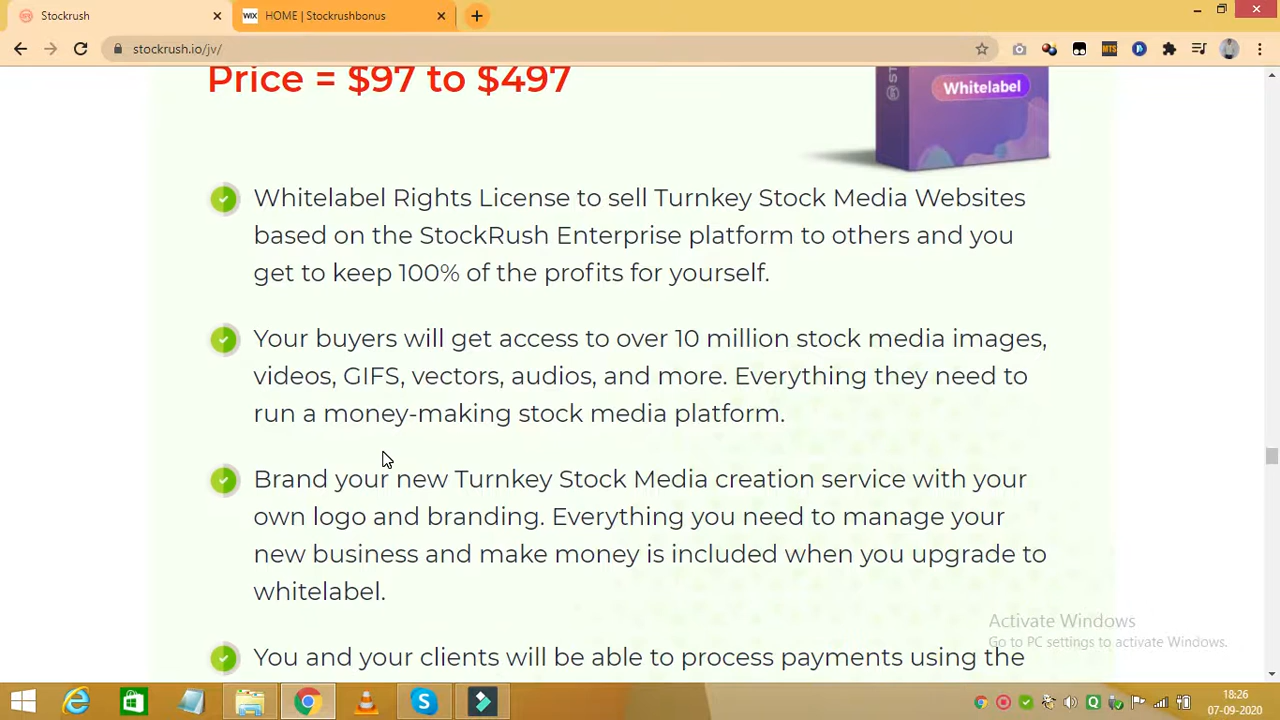 Stockrush
WIX HOME | Stockrushbonus
stockrush.io/jv/
MTS
Price = $97 to $497
Whitelabel
Whitelabel Rights License to sell Turnkey Stock Media Websites
based on the StockRush Enterprise platform to others and you
get to keep 100% of the profits for yourself.
Your buyers will get access to over 10 million stock media images,
videos, GIFS, vectors, audios, and more. Everything they need to
run a money-making stock media platform.
Brand your new Turnkey Stock Media creation service with your
own logo and branding. Everything you need to manage your
new business and make money is included when you upgrade to
whitelabel.
Activate Windows
Go to PC settings to activate Windows.
You and your clients will be able to process payments using the
18:26
07-09-2020